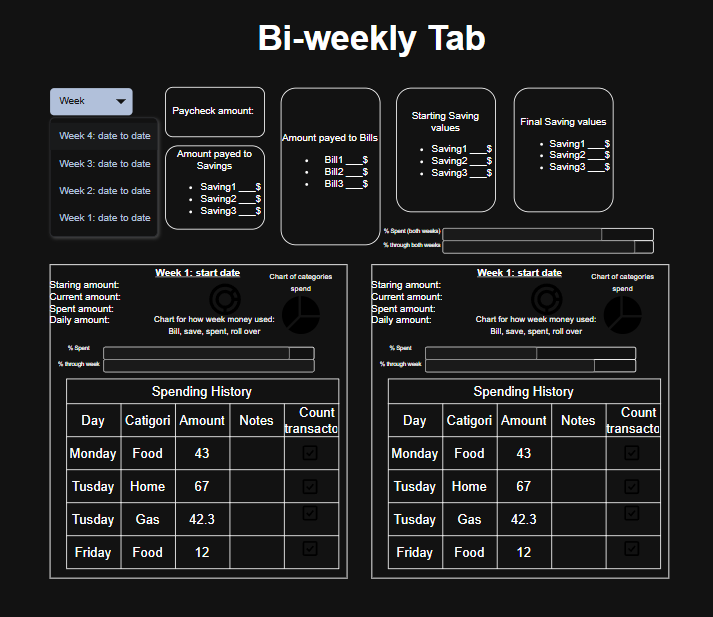 Bi-weekly Tab
Week
Week 4: date to date
Week 3: date to date
Week 2: date to date
Week 1: date to date
Paycheck amount:
Amount payed to
Savings
Saving1 ___$
Saving2 ___$
Saving3 ___$
Amount payed to Bills
Bill1 ___$
Bill2 ___$
Bill3 ___$
Starting Saving
values
Saving1 ___$
Saving2 ___$
Saving3 ___$
Final Saving values
Saving1 ___$
Saving2 ___$
Saving3 ___$
% Spent (both weeks)
% through both weeks
Week 1: start date
Staring amount:
Current amount:
Spent amount:
Daily amount:
Chart of categories
spend
Chart for how week money used:
Bill, save, spent, roll over
% Spent
% through week
Spending History
Day Catigori Amount Notes Count
transacto
Monday Food 43
Tusday Home 67
Tusday Gas 42.3
Friday Food 12
Week 1: start date
Staring amount:
Current amount:
Spent amount:
Daily amount:
Chart of categories
spend
Chart for how week money used:
Bill, save, spent, roll over
% Spent
% through week
Spending History
Day Catigori Amount Notes Count
transacto
Monday Food 43
Tusday Home 67
Tusday Gas 42.3
Friday Food 12